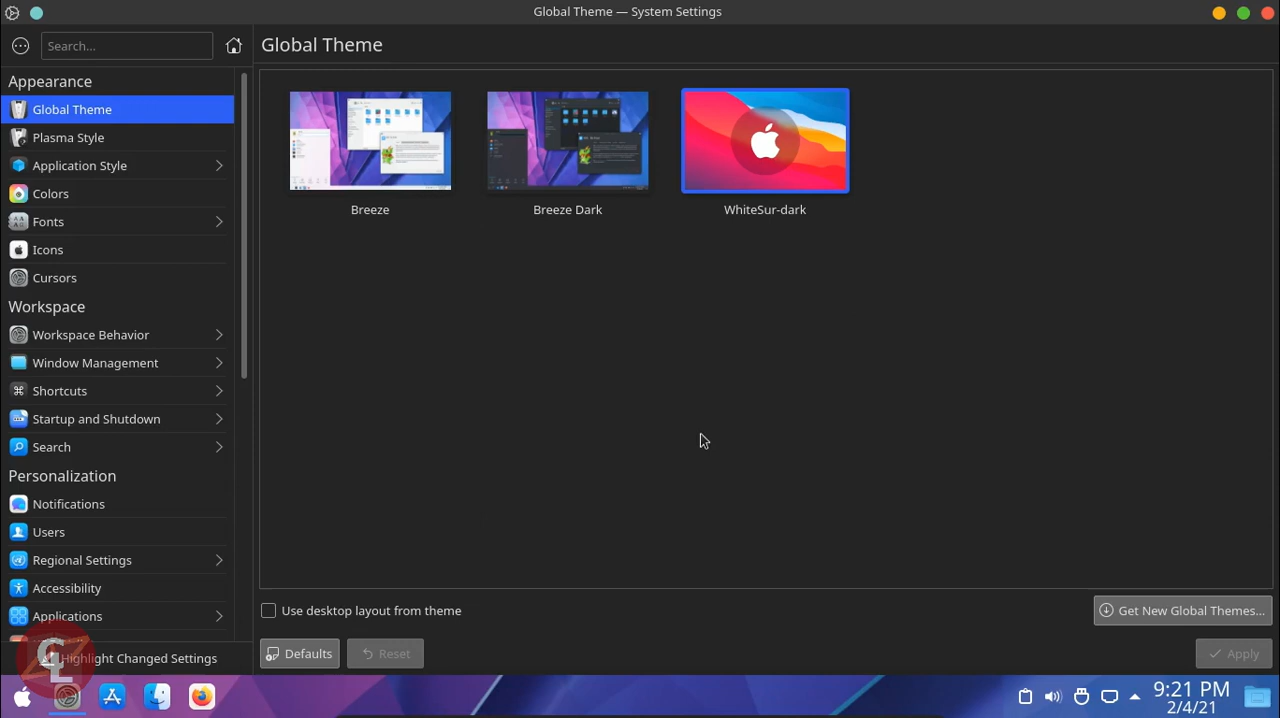 Global Theme — System Settings
Search...
Global Theme
Appearance
Global Theme
Plasma Style
Application Style
Colors
Fonts
Icons
Cursors
Workspace
Workspace Behavior
Window Management
Shortcuts
Startup and Shutdown
Search
Personalization
Notifications
Users
Regional Settings
Accessibility
Applications
Highlight Changed Settings
Breeze
Breeze Dark
WhiteSur-dark
Use desktop layout from theme
Get New Global Themes...
Defaults
Reset
Apply
9:21 PM
2/4/21